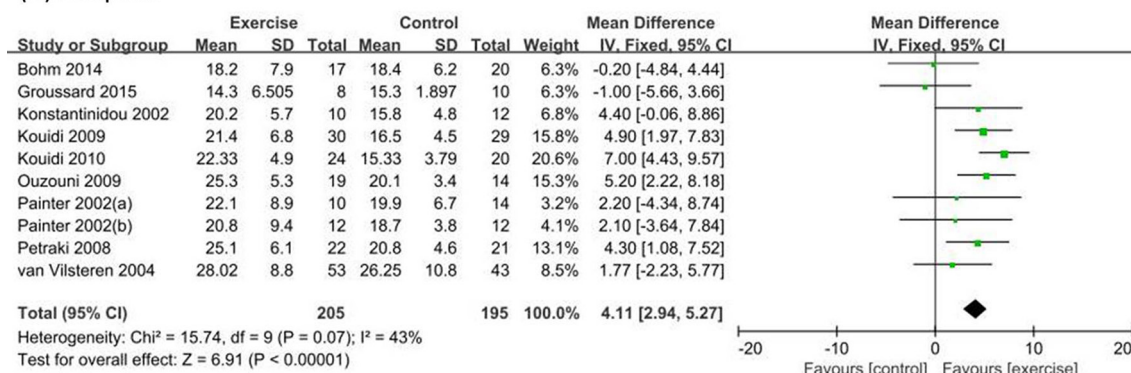 Exercise Control Mean Difference Mean Difference
Study or Subgroup Mean SD Total Mean SD Total Weight IV, Fixed, 95% CI IV, Fixed, 95% CI
Bohm 2014 18.2 7.9 17 18.4 6.2 20 6.3% -0.20 [-4.84, 4.44]
Groussard 2015 14.3 6.505 8 15.3 1.897 10 6.3% -1.00 [-5.66, 3.66]
Konstantinidou 2002 20.2 5.7 10 15.8 4.8 12 6.8% 4.40 [-0.06, 8.86]
Kouidi 2009 21.4 6.8 30 16.5 4.5 29 15.8% 4.90 [1.97, 7.83]
Kouidi 2010 22.33 4.9 24 15.33 3.79 20 20.6% 7.00 [4.43, 9.57]
Ouzouni 2009 25.3 5.3 19 20.1 3.4 14 15.3% 5.20 [2.22, 8.18]
Painter 2002(a) 22.1 8.9 10 19.9 6.7 14 3.2% 2.20 [-4.34, 8.74]
Painter 2002(b) 20.8 9.4 12 18.7 3.8 12 4.1% 2.10 [-3.64, 7.84]
Petraki 2008 25.1 6.1 22 20.8 4.6 21 13.1% 4.30 [1.08, 7.52]
van Vilsteren 2004 28.02 8.8 53 26.25 10.8 43 8.5% 1.77 [-2.23, 5.77]
Total (95% CI) 205 195 100.0% 4.11 [2.94, 5.27]
Heterogeneity: Chi² = 15.74, df = 9 (P = 0.07); I² = 43%
Test for overall effect: Z = 6.91 (P < 0.00001)
-20 -10 0 10 20
Favours [control] Favours [exercise]